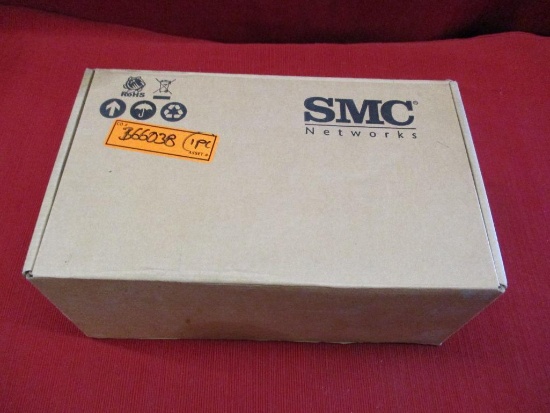 RoHS
SMC®
Networks
B66038 1PC